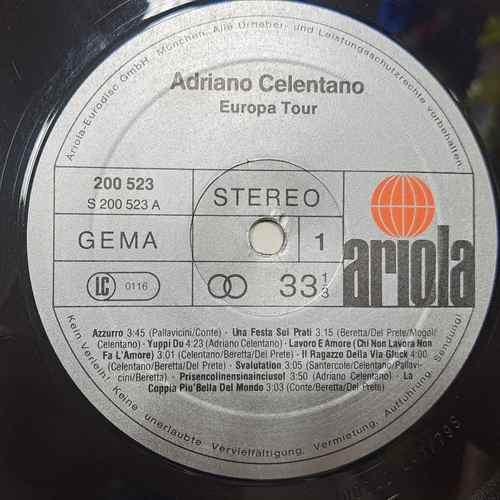 Ariola-Eurodisc GmbH, München. Alle Urheber- und Leistungsschutzrechte vorbehalten.
Adriano Celentano
Europa Tour
200 523
S 200 523 A
STEREO
GEMA
1
ariola
LC 0116
33 1/3
Azzurro 3:45 (Pallavicini/Conte) - Una Festa Sui Prati 3:15 (Beretta/Del Prete/Mogol/
Celentano) - Yuppi Du 4:23 (Adriano Celentano) - Lavoro E Amore (Chi Non Lavora Non
Fa L'Amore) 3:01 (Celentano/Beretta/Del Prete) - Il Ragazzo Della Via Gluck 4:00
(Celentano/Beretta/Del Prete) - Svalutation 3:05 (Santercole/Celentano/Pallavi-
cini/Beretta) - Prisencolinensinainciusol 3:50 (Adriano Celentano) - La
Coppia Piu'Bella Del Mondo 3:03 (Conte/Beretta/Del Prete)
Kein Verleih! Keine unerlaubte Vervielfältigung, Vermietung, Aufführung, Sendung!